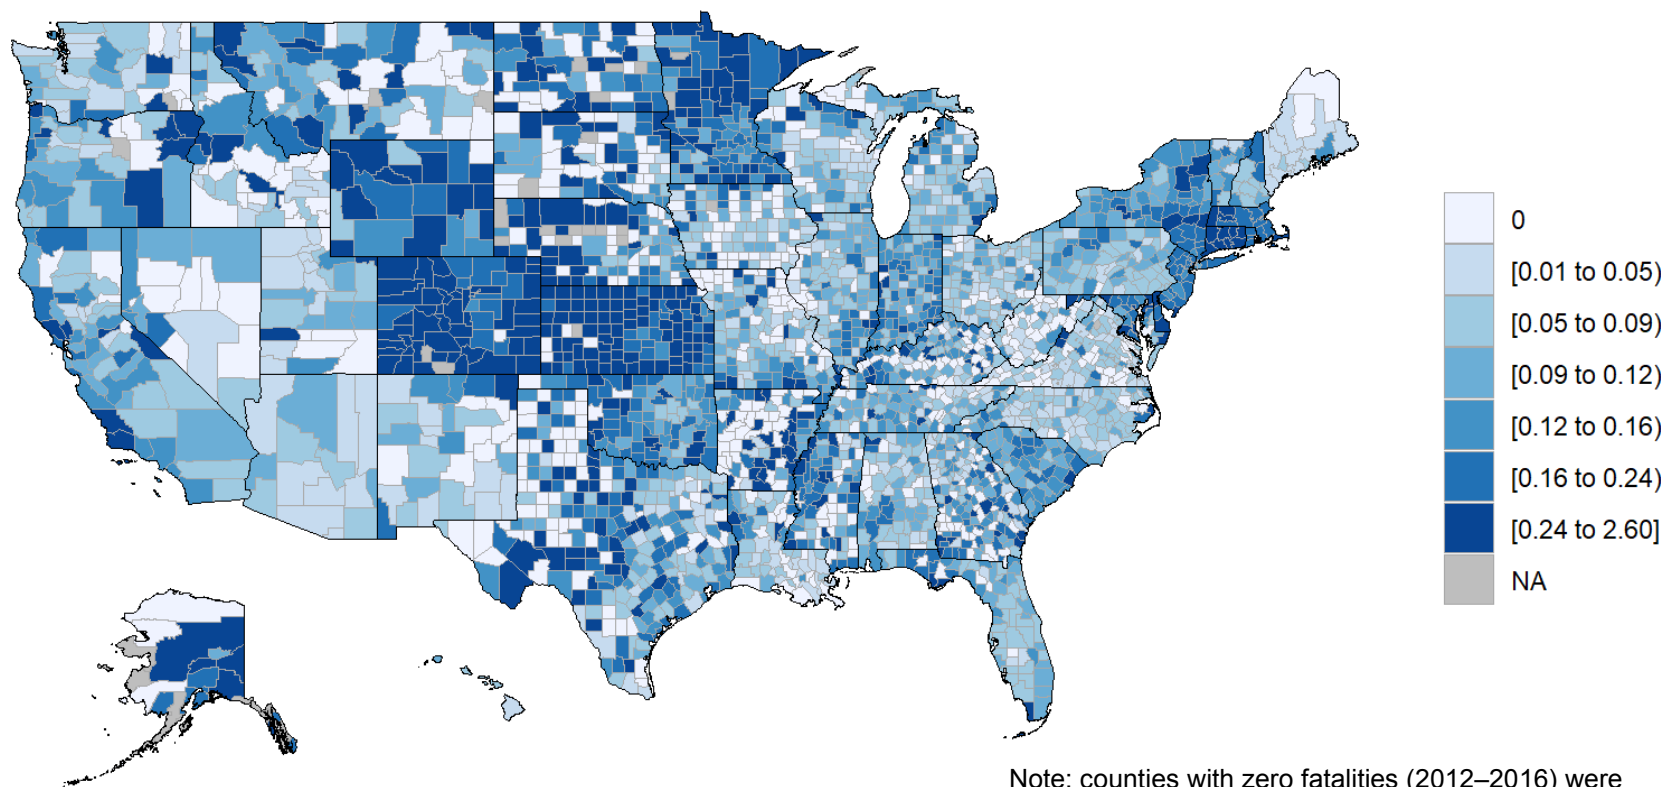 0
[0.01 to 0.05)
[0.05 to 0.09)
[0.09 to 0.12)
[0.12 to 0.16)
[0.16 to 0.24)
[0.24 to 2.60]
NA
Note: counties with zero fatalities (2012–2016) were